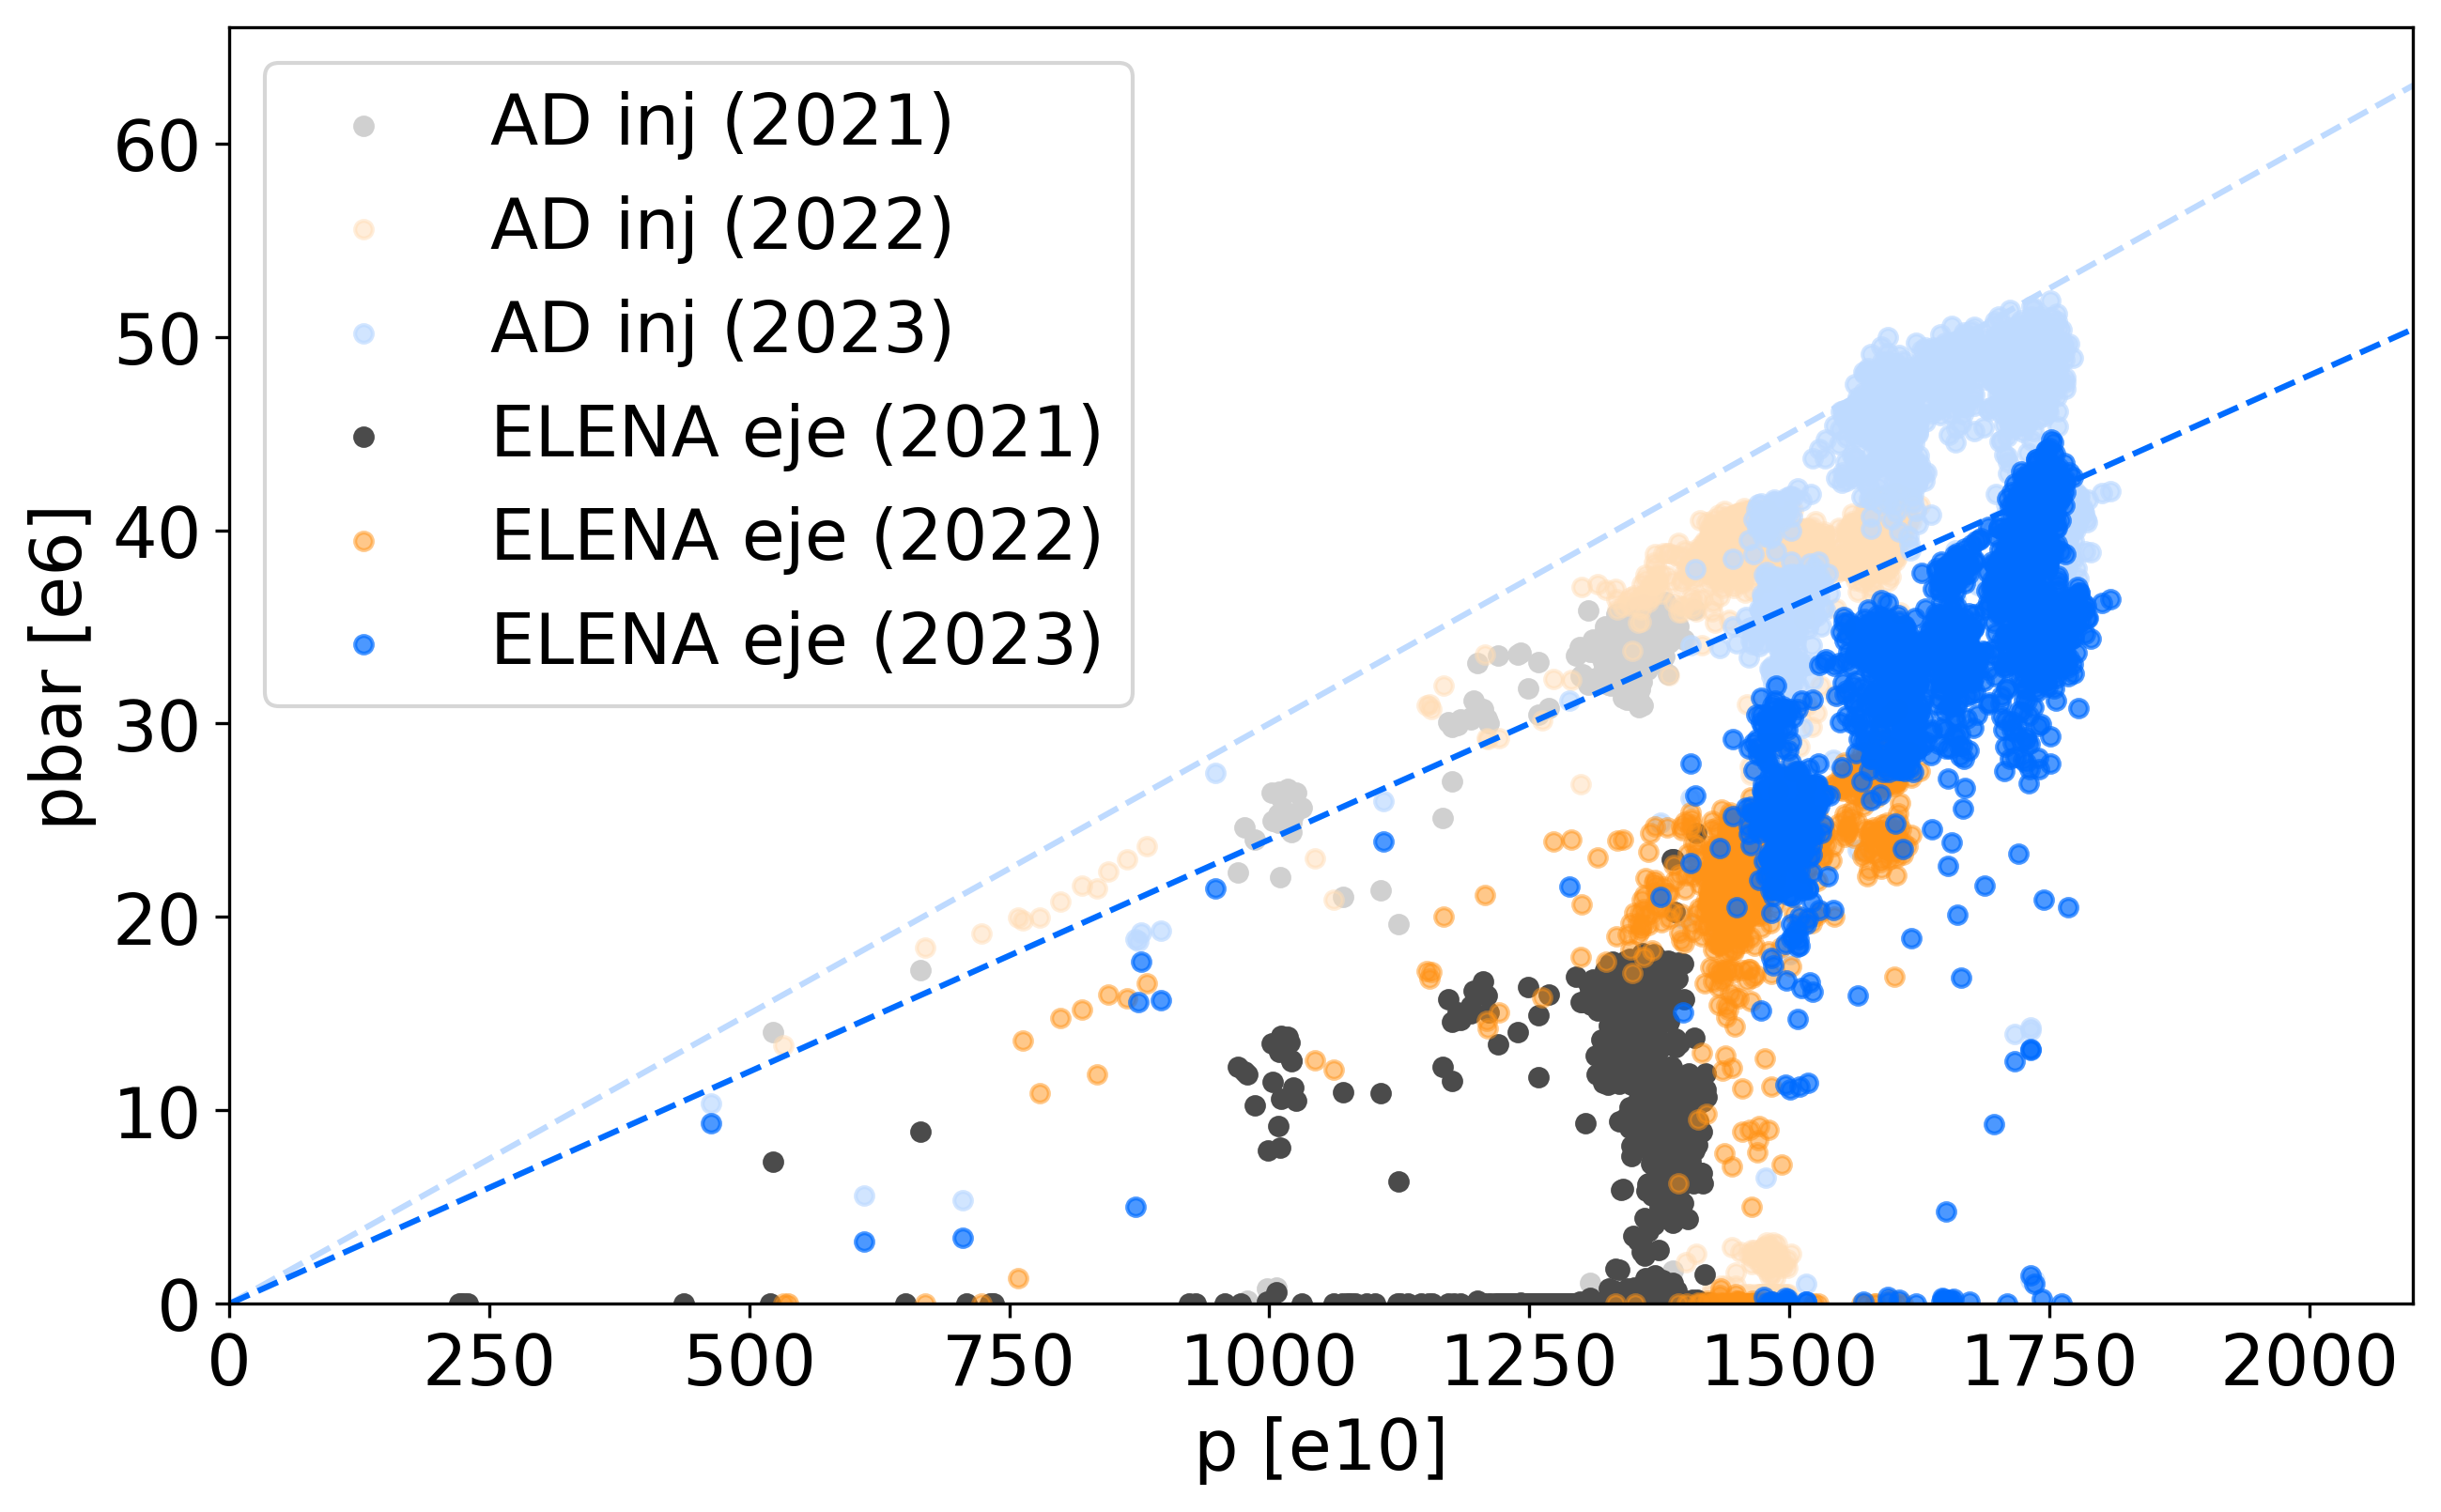 AD inj (2021)
AD inj (2022)
AD inj (2023)
ELENA eje (2021)
ELENA eje (2022)
ELENA eje (2023)
pbar [e6]
60
50
40
30
20
10
0
0 250 500 750 1000 1250 1500 1750 2000
p [e10]